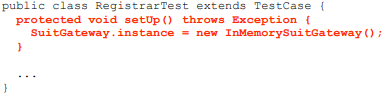 public class RegistrarTest extends TestCase {
  protected void setUp() throws Exception {
    SuitGateway.instance = new InMemorySuitGateway();
  }
  ...
}